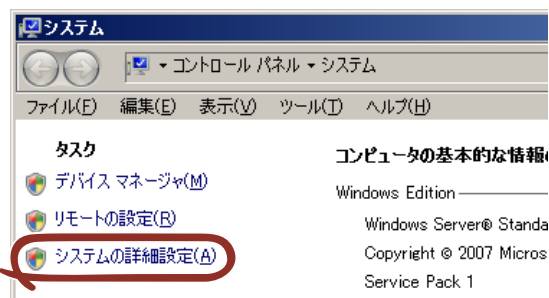 システム
コントロール パネル システム
ファイル(F) 編集(E) 表示(V) ツール(T) ヘルプ(H)
タスク
デバイス マネージャ(M)
リモートの設定(R)
システムの詳細設定(A)
コンピュータの基本的な情報
Windows Edition
Windows Server® Standa
Copyright © 2007 Micros
Service Pack 1